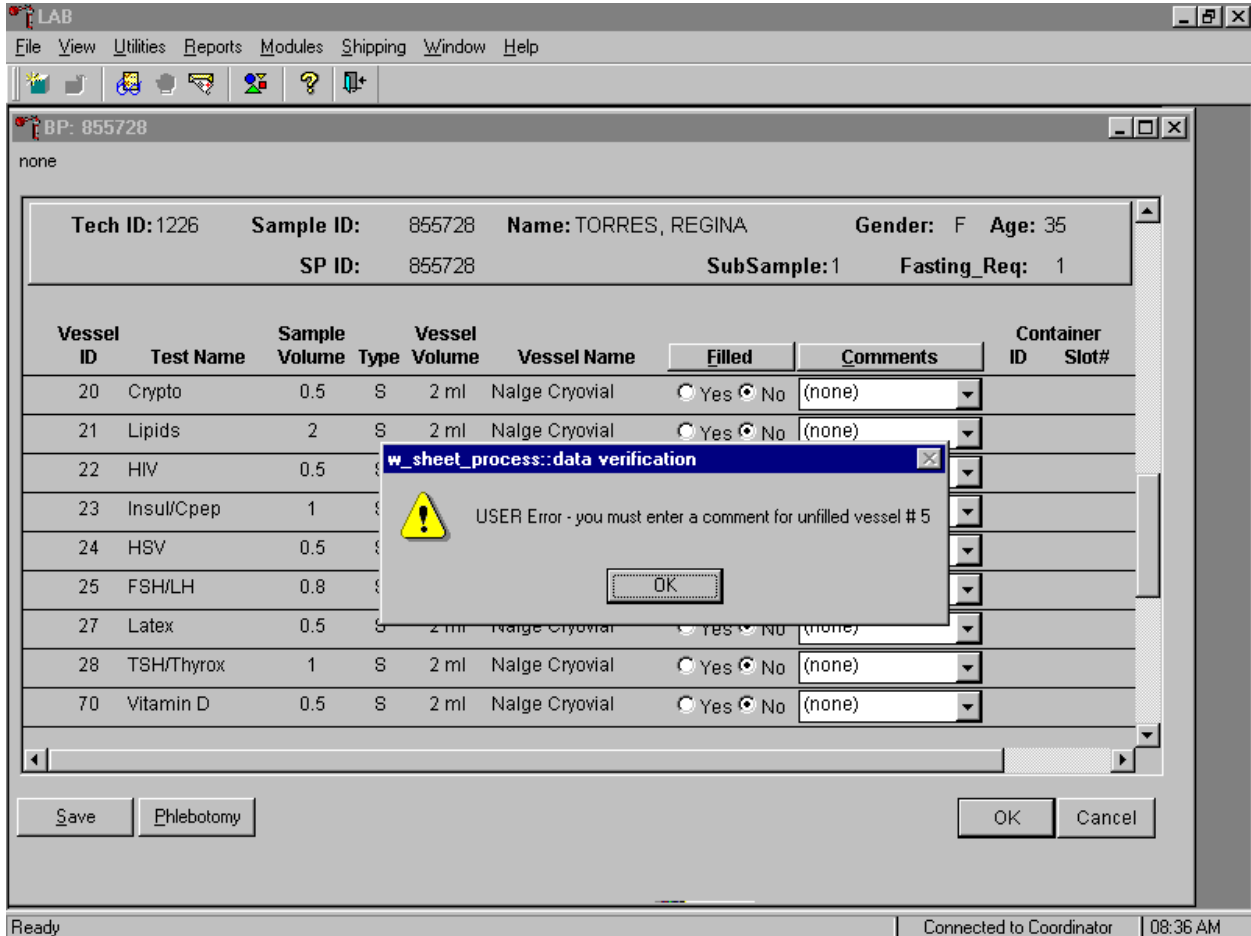 LAB
File View Utilities Reports Modules Shipping Window Help
BP: 855728
none
Tech ID: 1226 Sample ID: 855728 Name: TORRES, REGINA Gender: F Age: 35
SP ID: 855728 SubSample: 1 Fasting_Req: 1
Vessel Sample Vessel Container
ID Test Name Volume Type Volume Vessel Name Filled Comments ID Slot#
20 Crypto 0.5 S 2 ml Nalge Cryovial Yes No (none)
21 Lipids 2 S 2 ml Nalge Cryovial Yes No (none)
w_sheet_process::data verification
22 HIV 0.5
23 Insul/Cpep 1
USER Error - you must enter a comment for unfilled vessel # 5
24 HSV 0.5
25 FSH/LH 0.8
OK
27 Latex 0.5 S 2 ml Nalge Cryovial Yes No (none)
28 TSH/Thyrox 1 S 2 ml Nalge Cryovial Yes No (none)
70 Vitamin D 0.5 S 2 ml Nalge Cryovial Yes No (none)
Save Phlebotomy OK Cancel
Ready Connected to Coordinator 08:36 AM